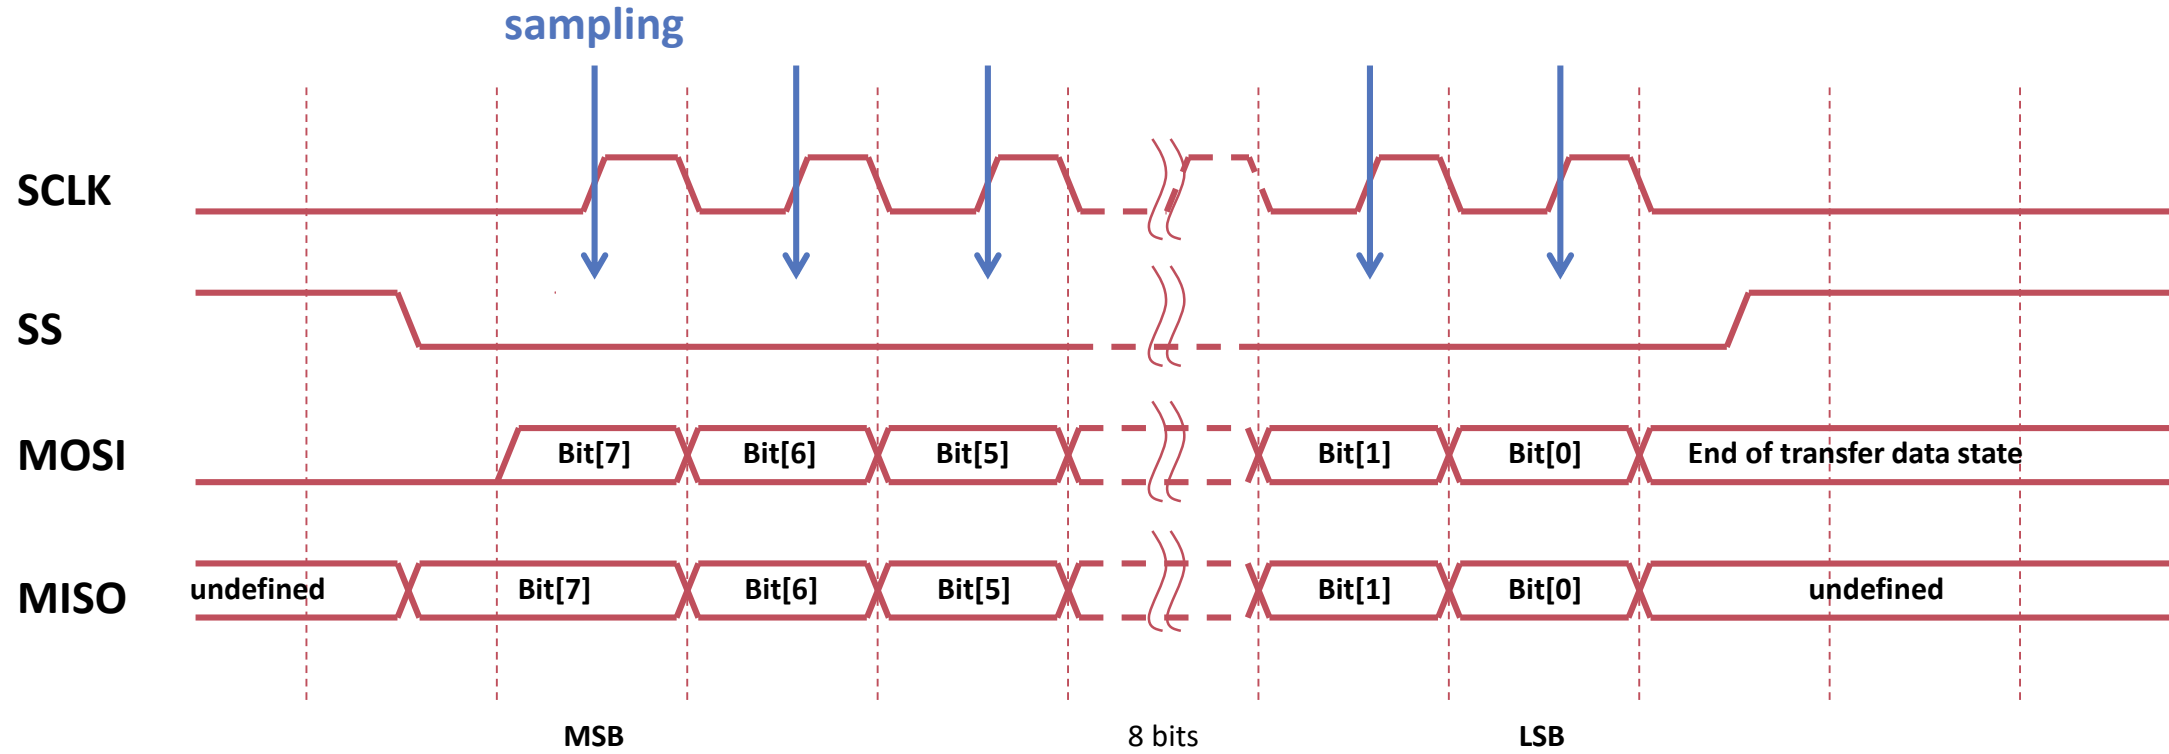 sampling
SCLK
SS
MOSI
Bit[7]
Bit[6]
Bit[5]
Bit[1]
Bit[0]
End of transfer data state
MISO
undefined
Bit[7]
Bit[6]
Bit[5]
Bit[1]
Bit[0]
undefined
MSB
8 bits
LSB